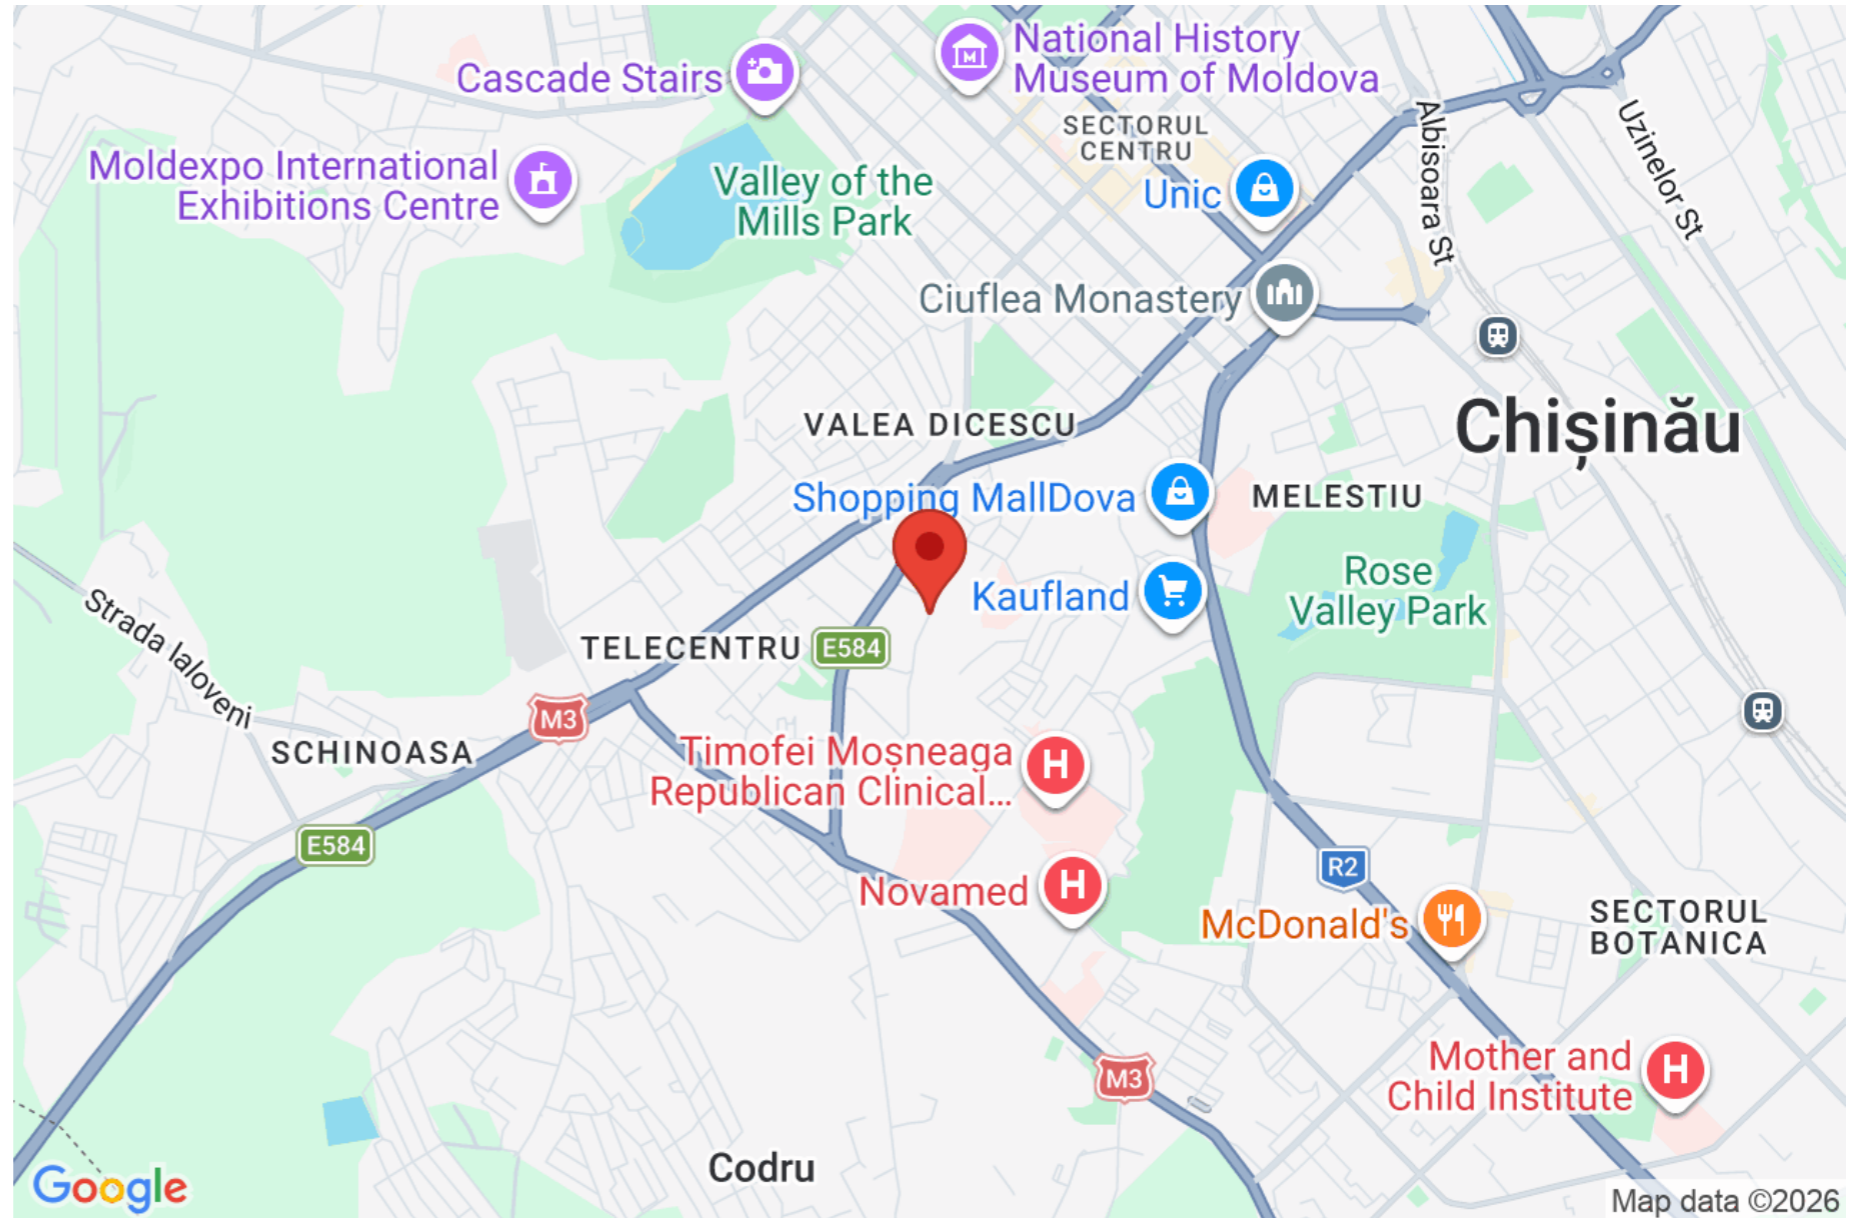 National History
Museum of Moldova
Cascade Stairs
SECTORUL
CENTRU
Albisoara St
Uzinelor St
Moldexpo International
Exhibitions Centre
Valley of the
Mills Park
Unic
Ciuflea Monastery
Chișinău
VALEA DICESCU
Shopping MallDova
MELESTIU
Rose
Valley Park
Kaufland
Strada Ialoveni
TELECENTRU
E584
M3
SCHINOASA
Timofei Moșneaga
Republican Clinical...
E584
R2
Novamed
McDonald's
SECTORUL
BOTANICA
M3
Mother and
Child Institute
Codru
Google
Map data ©2026